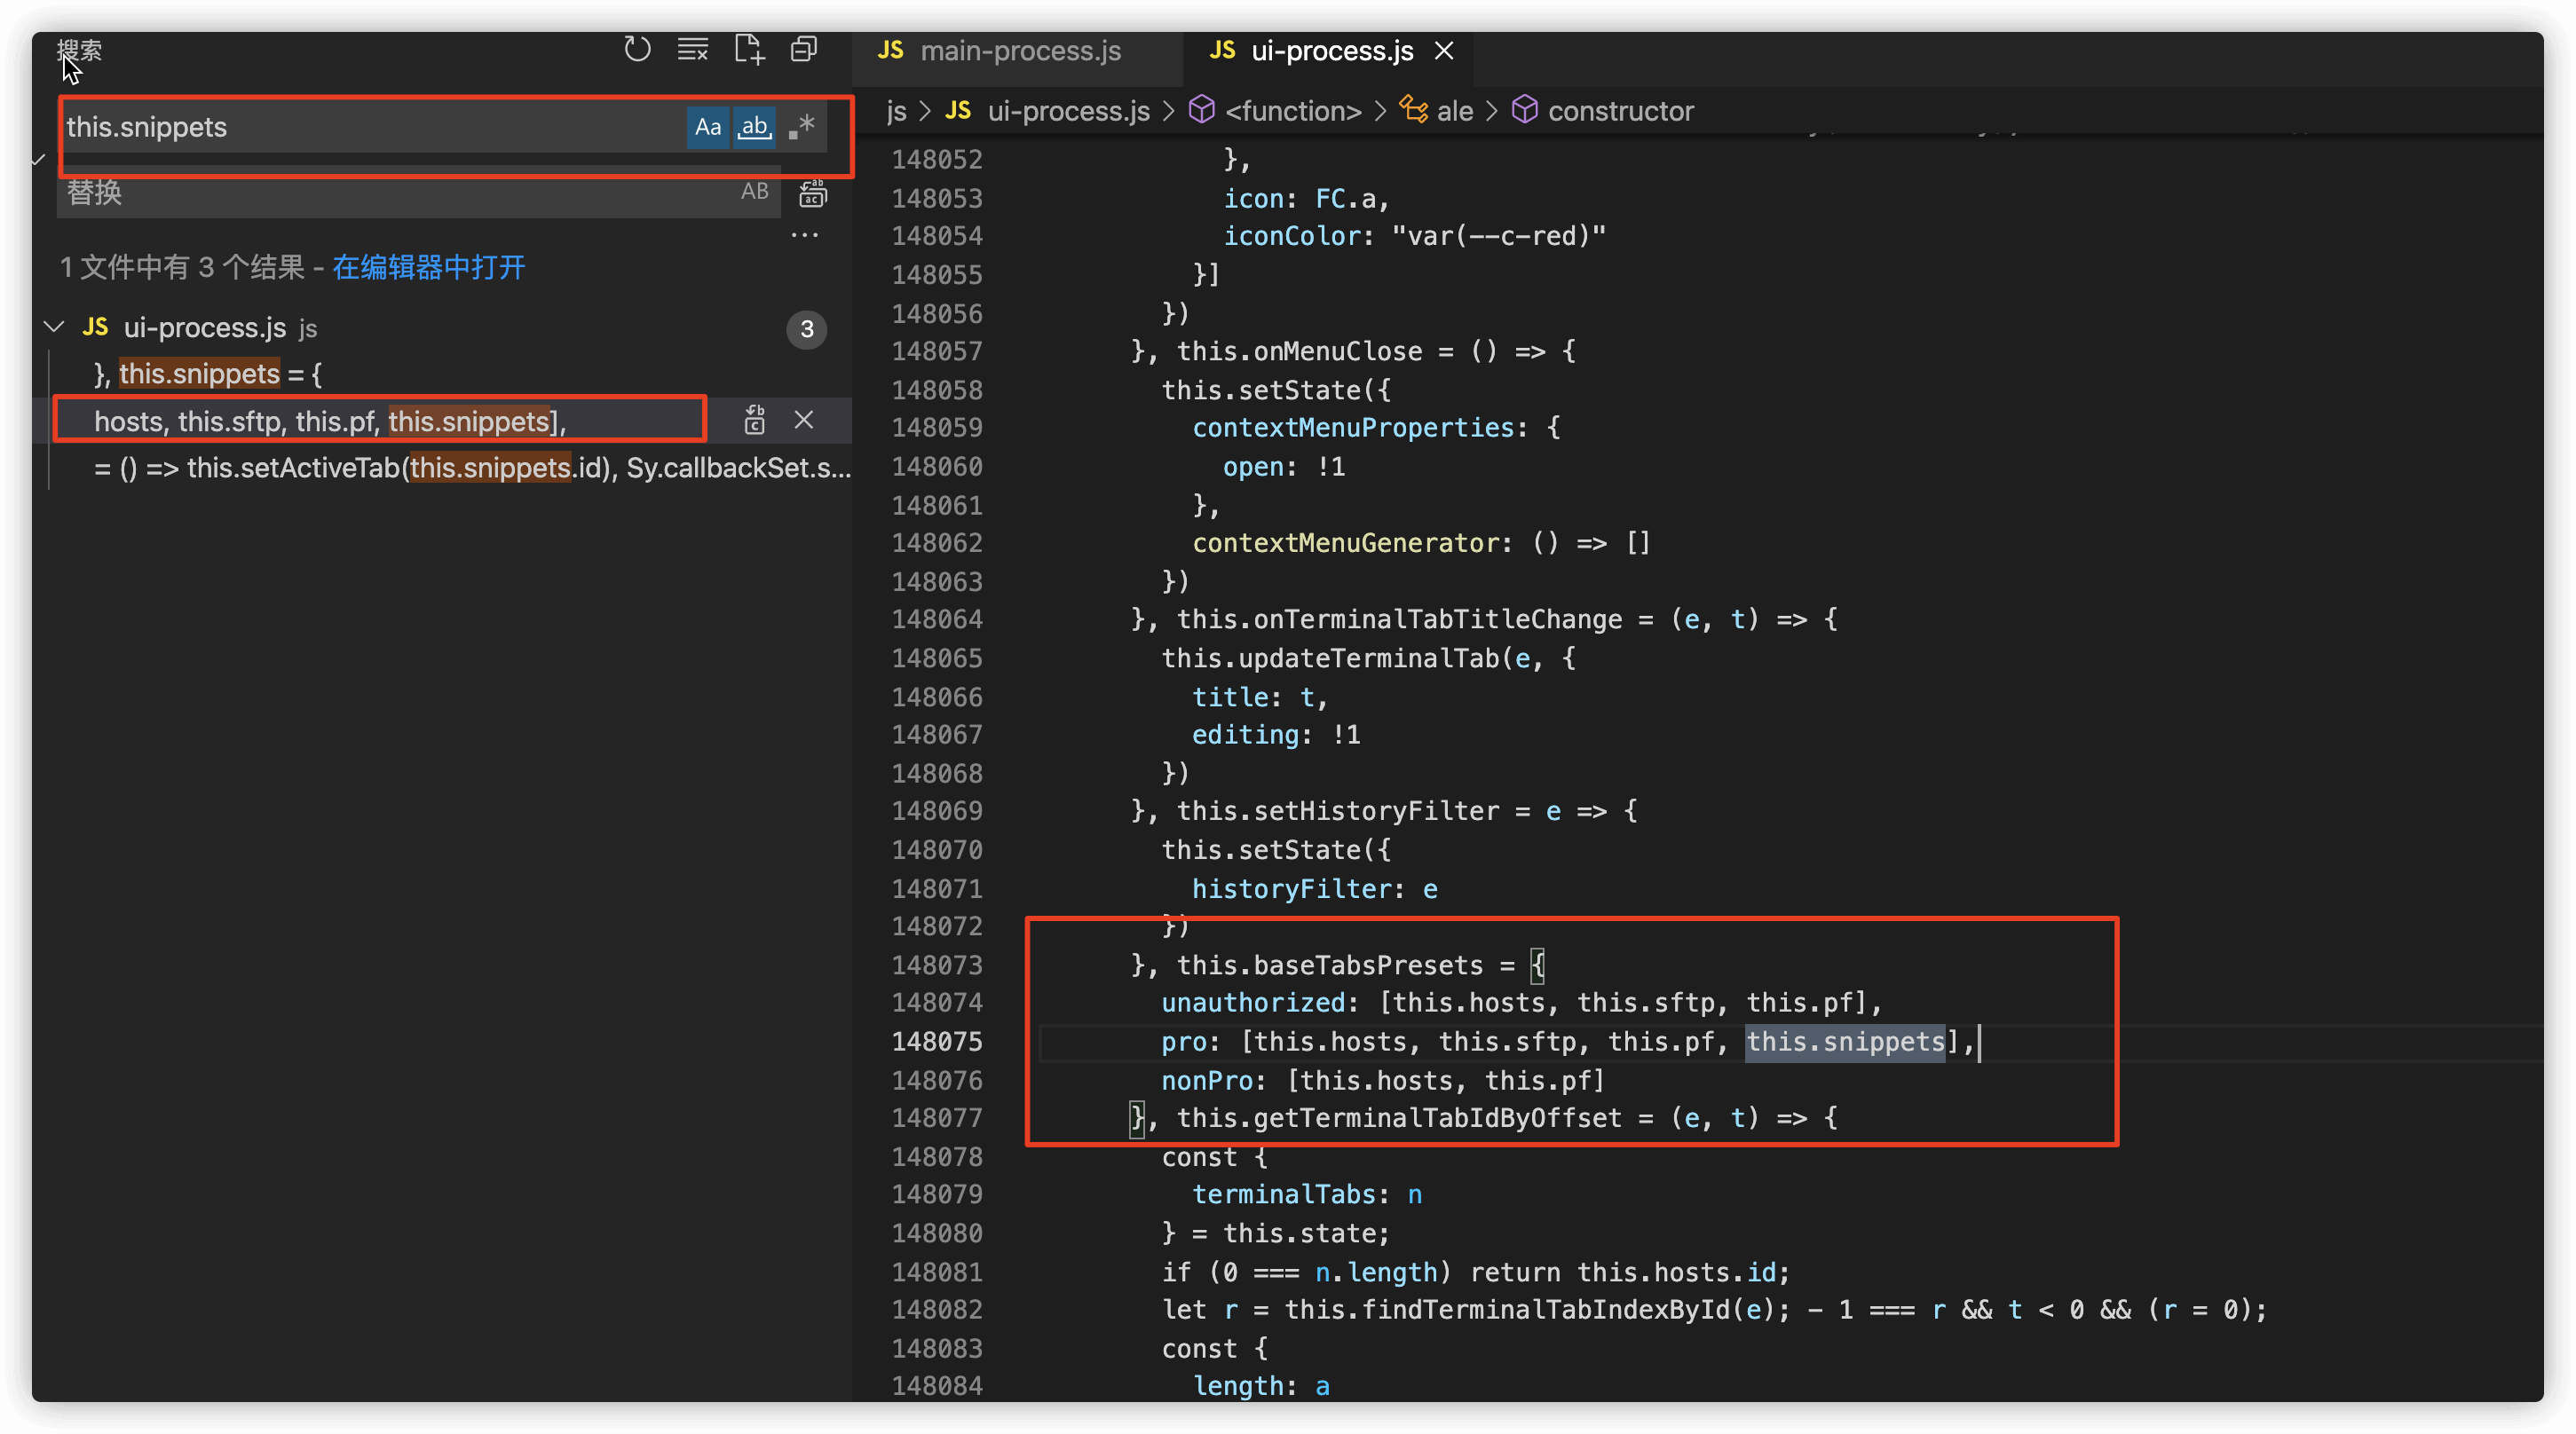 搜索
this.snippets
Aa
ab
.*
替换
AB
...
1 文件中有 3 个结果 - 在编辑器中打开
JS ui-process.js js
3
}, this.snippets = {
hosts, this.sftp, this.pf, this.snippets],
= () => this.setActiveTab(this.snippets.id), Sy.callbackSet.s...
JS main-process.js
JS ui-process.js
js > JS ui-process.js > <function> > ale > constructor
148052 },
148053 icon: FC.a,
148054 iconColor: "var(--c-red)"
148055 }]
148056 })
148057 }, this.onMenuClose = () => {
148058 this.setState({
148059 contextMenuProperties: {
148060 open: !1
148061 },
148062 contextMenuGenerator: () => []
148063 })
148064 }, this.onTerminalTabTitleChange = (e, t) => {
148065 this.updateTerminalTab(e, {
148066 title: t,
148067 editing: !1
148068 })
148069 }, this.setHistoryFilter = e => {
148070 this.setState({
148071 historyFilter: e
148072 })
148073 }, this.baseTabsPresets = {
148074 unauthorized: [this.hosts, this.sftp, this.pf],
148075 pro: [this.hosts, this.sftp, this.pf, this.snippets],
148076 nonPro: [this.hosts, this.pf]
148077 }, this.getTerminalTabIdByOffset = (e, t) => {
148078 const {
148079 terminalTabs: n
148080 } = this.state;
148081 if (0 === n.length) return this.hosts.id;
148082 let r = this.findTerminalTabIndexById(e); - 1 === r && t < 0 && (r = 0);
148083 const {
148084 length: a